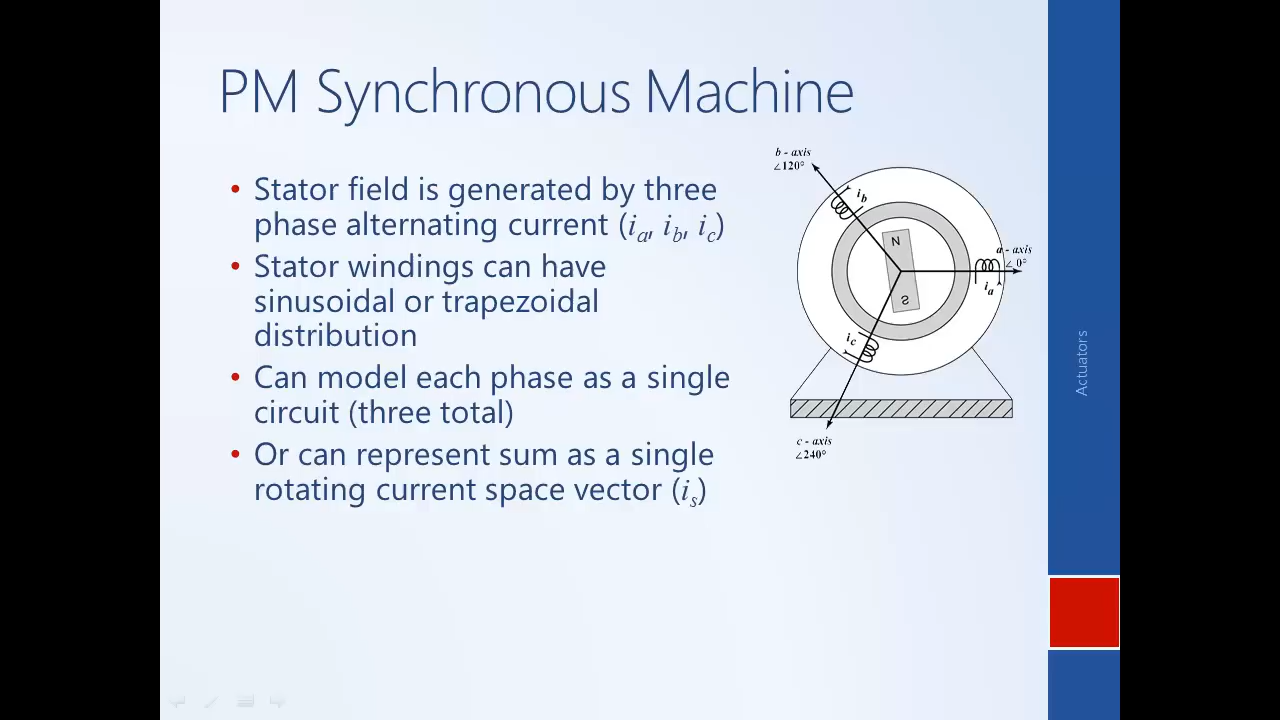 PM Synchronous Machine
• Stator field is generated by three
phase alternating current (ia, ib, ic)
• Stator windings can have
sinusoidal or trapezoidal
distribution
• Can model each phase as a single
circuit (three total)
• Or can represent sum as a single
rotating current space vector (is)
b - axis
∠120°
ib
N
a - axis
∠ 0°
ia
S
ic
c - axis
∠240°
Actuators